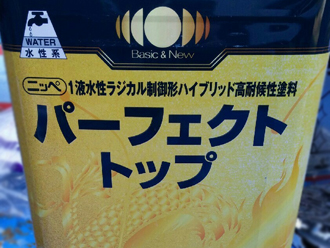 WATER
水性系
Basic & New
ニッペ 1液水性ラジカル制御形ハイブリッド高耐候性塗料
パーフェクト
トップ